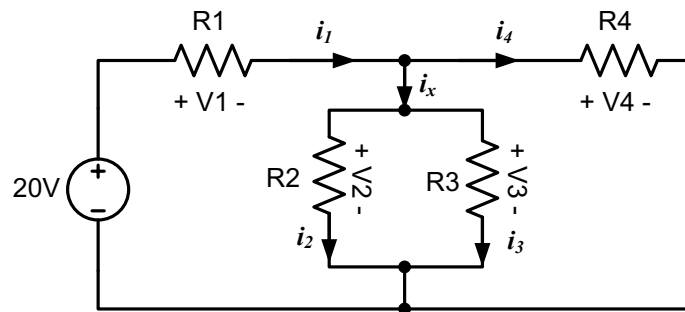 R1 i1 i4 R4
+ V1 - ix + V4 -
20V + - R2 + V2 - R3 + V3 -
i2 i3